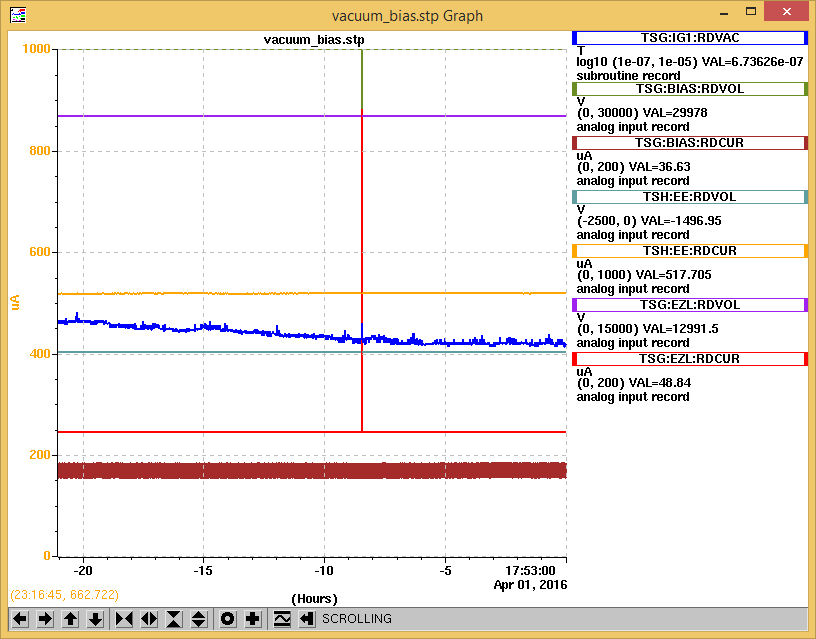 vacuum_bias.stp Graph
vacuum_bias.stp
1000
800
600
400
200
0
uA
-20
-15
-10
-5
17:53:00
Apr 01, 2016
(Hours)
(23:16:45, 662.722)
TSG:IG1:RDVAC
T
log10 (1e-07, 1e-05) VAL=6.73626e-07
subroutine record
TSG:BIAS:RDVOL
V
(0, 30000) VAL=29978
analog input record
TSG:BIAS:RDCUR
uA
(0, 200) VAL=36.63
analog input record
TSH:EE:RDVOL
V
(-2500, 0) VAL=-1496.95
analog input record
TSH:EE:RDCUR
uA
(0, 1000) VAL=517.705
analog input record
TSG:EZL:RDVOL
V
(0, 15000) VAL=12991.5
analog input record
TSG:EZL:RDCUR
uA
(0, 200) VAL=48.84
analog input record
SCROLLING